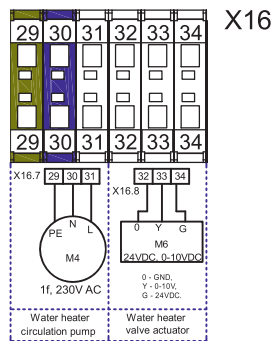 X16
29 30 31 32 33 34
29 30 31 32 33 34
X16.7 29 30 31
32 33 34
X16.8
PE N L
M4
1f, 230V AC
0 Y G
M6
24VDC, 0-10VDC
0 - GND,
Y - 0-10V,
G - 24VDC.
Water heater
circulation pump
Water heater
valve actuator